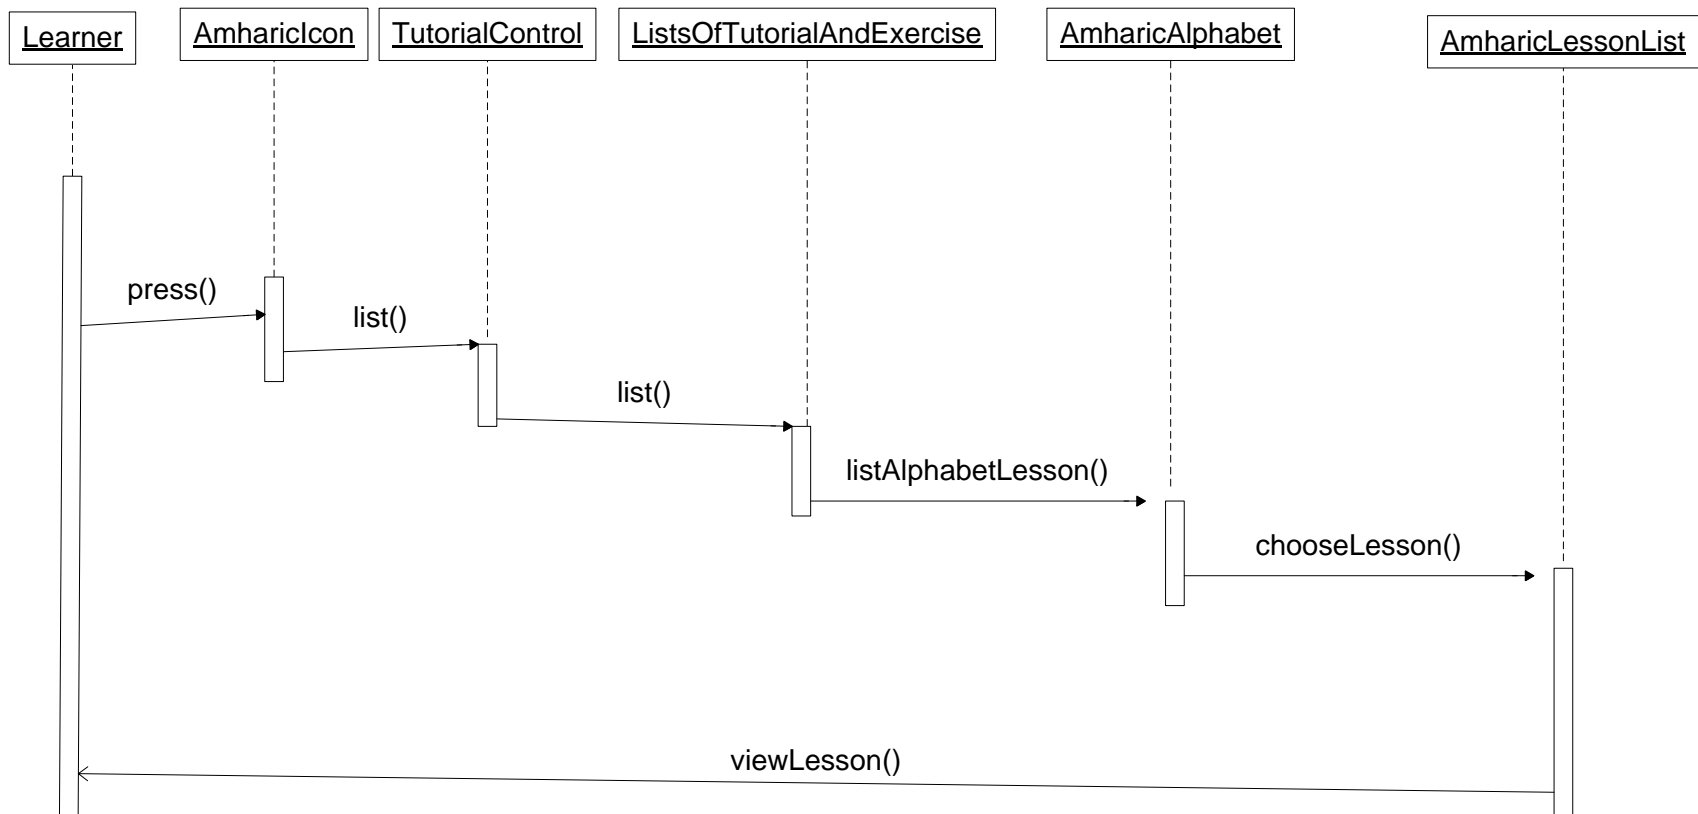 Learner
AmharicIcon
TutorialControl
ListsOfTutorialAndExercise
AmharicAlphabet
AmharicLessonList
press()
list()
list()
listAlphabetLesson()
chooseLesson()
viewLesson()